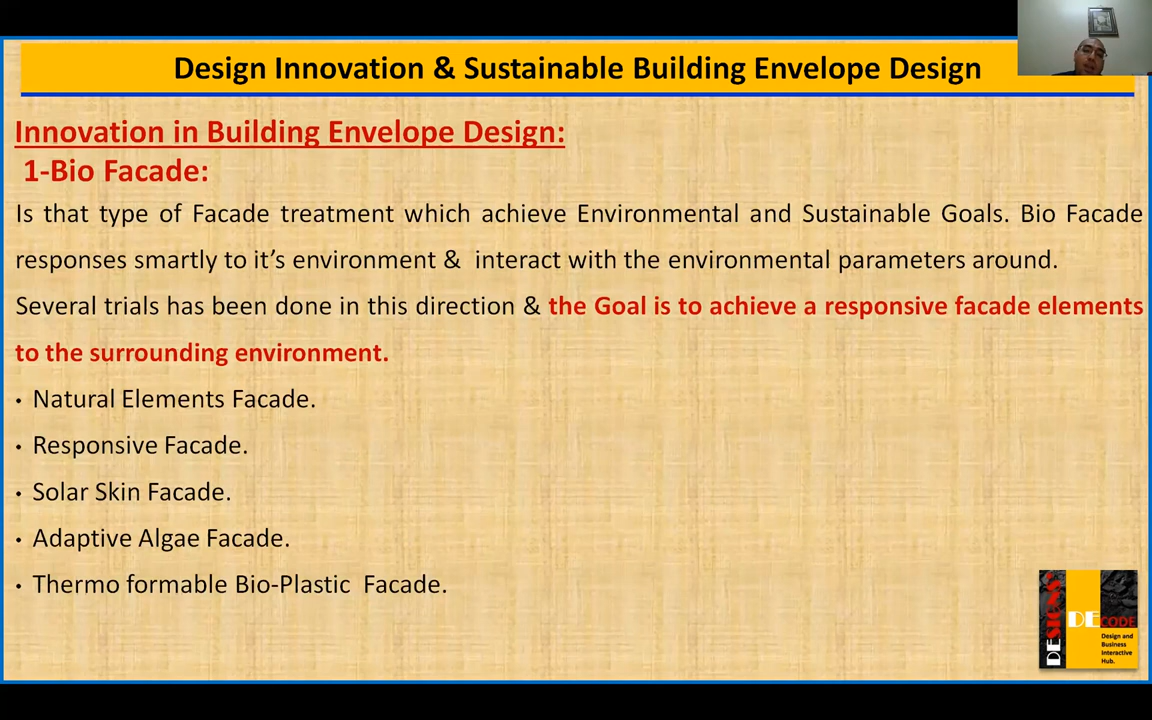 Design Innovation & Sustainable Building Envelope Design
Innovation in Building Envelope Design:
1-Bio Facade:
Is that type of Facade treatment which achieve Environmental and Sustainable Goals. Bio Facade
responses smartly to it’s environment & interact with the environmental parameters around.
Several trials has been done in this direction & the Goal is to achieve a responsive facade elements
to the surrounding environment.
• Natural Elements Facade.
• Responsive Facade.
• Solar Skin Facade.
• Adaptive Algae Facade.
• Thermo formable Bio-Plastic Facade.
DESIGNS
DECODE
Design and
Business
Interactive
Hub.